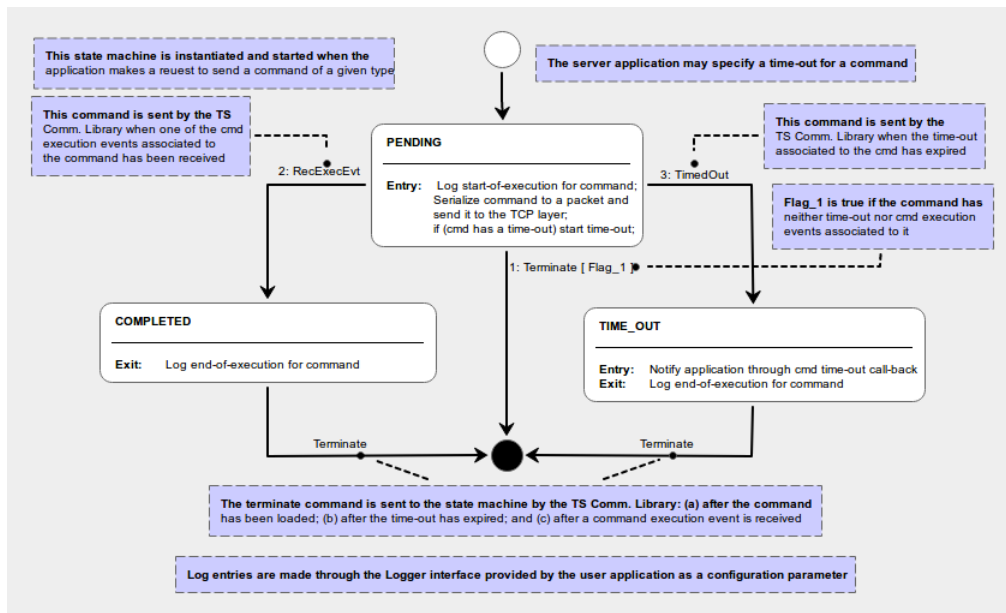 This state machine is instantiated and started when the
application makes a reuest to send a command of a given type
The server application may specify a time-out for a command
This command is sent by the TS
Comm. Library when one of the cmd
execution events associated to
the command has been received
This command is sent by the
TS Comm. Library when the time-out
associated to the cmd has expired
PENDING
Entry: Log start-of-execution for command;
Serialize command to a packet and
send it to the TCP layer;
if (cmd has a time-out) start time-out;
2: RecExecEvt
3: TimedOut
Flag_1 is true if the command has
neither time-out nor cmd execution
events associated to it
1: Terminate [ Flag_1 ]
COMPLETED
Exit: Log end-of-execution for command
TIME_OUT
Entry: Notify application through cmd time-out call-back
Exit: Log end-of-execution for command
Terminate
Terminate
The terminate command is sent to the state machine by the TS Comm. Library: (a) after the command
has been loaded; (b) after the time-out has expired; and (c) after a command execution event is received
Log entries are made through the Logger interface provided by the user application as a configuration parameter